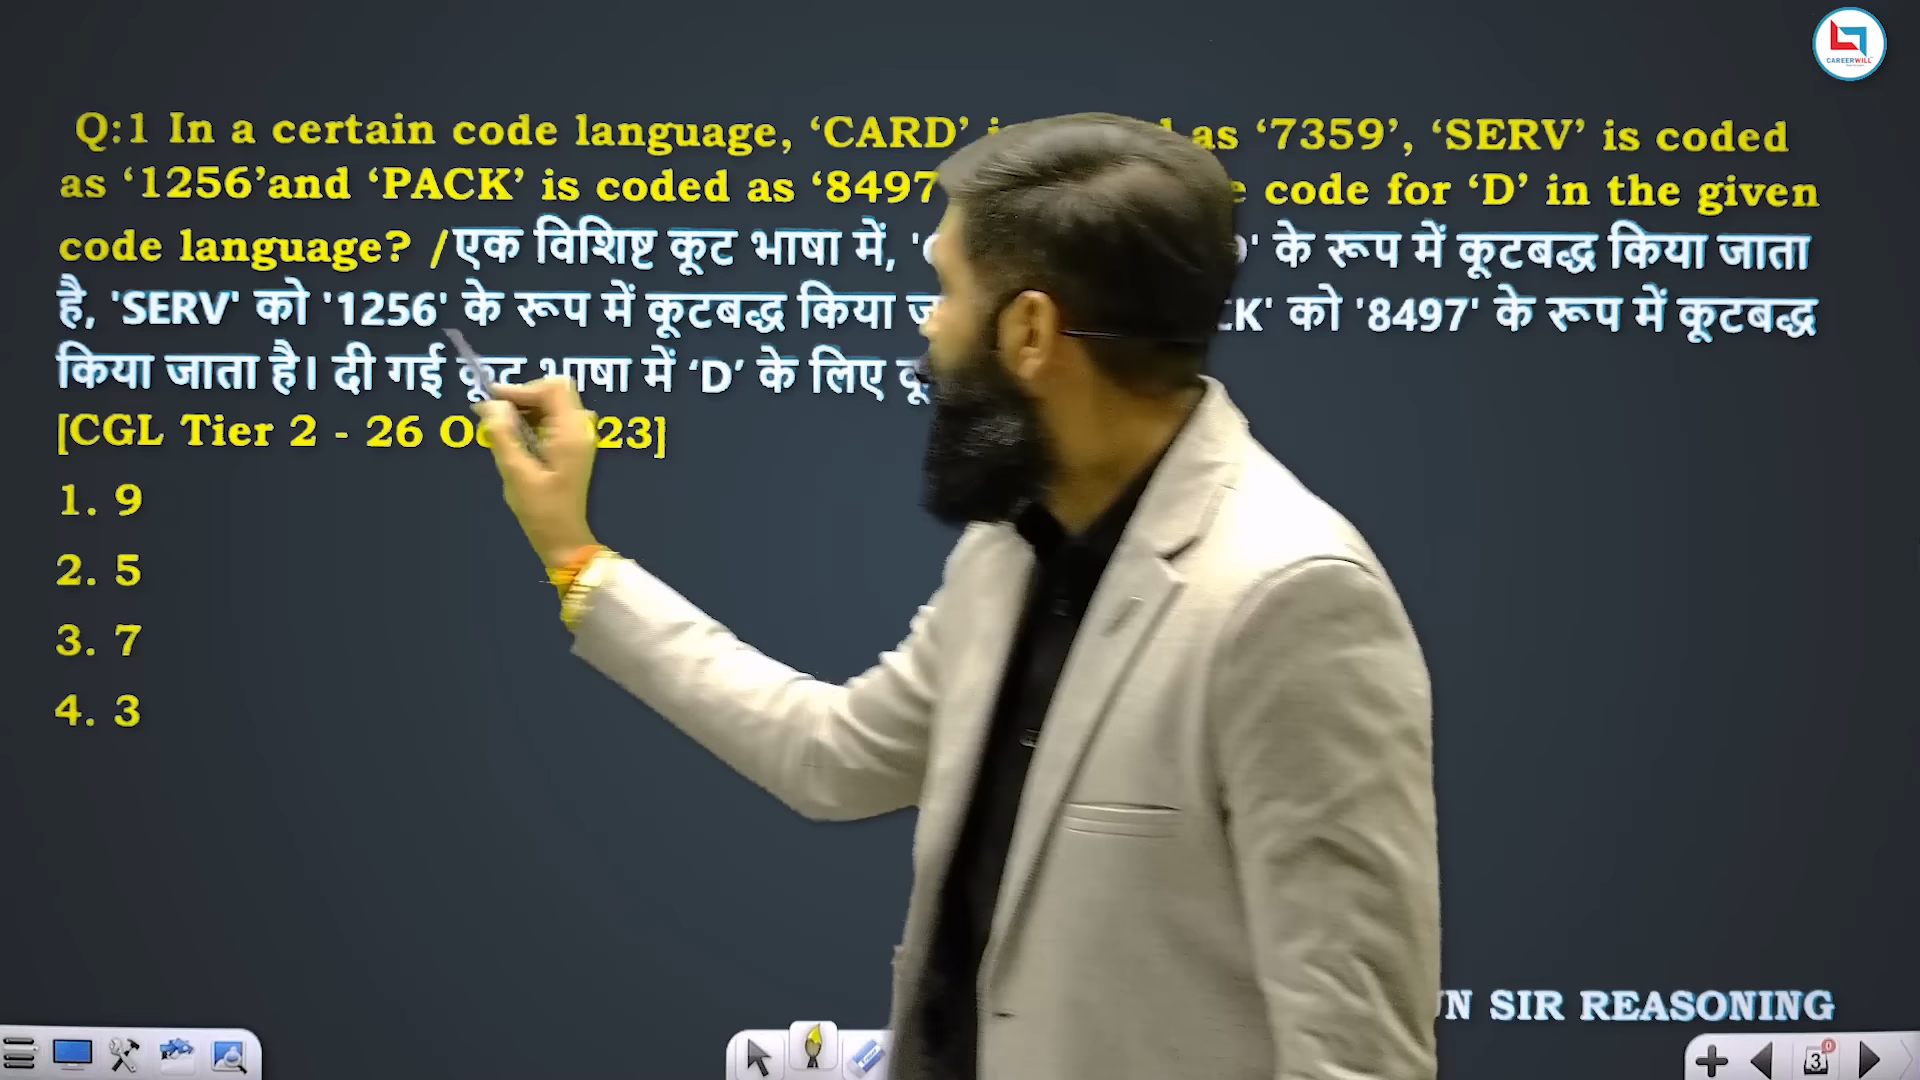 CAREERWILL
Q:1 In a certain code language, ‘CARD’ as ‘7359’, ‘SERV’ is coded
as ‘1256’and ‘PACK’ is coded as ‘8497 code for ‘D’ in the given
code language? /एक विशिष्ट कूट भाषा में, के रूप में कूटबद्ध किया जाता
है, 'SERV' को '1256' के रूप में कूटबद्ध किया को '8497' के रूप में कूटबद्ध
किया जाता है। दी गई कूट भाषा में ‘D’ के लिए
[CGL Tier 2 - 26 23]
1. 9
2. 5
3. 7
4. 3
SIR REASONING
3